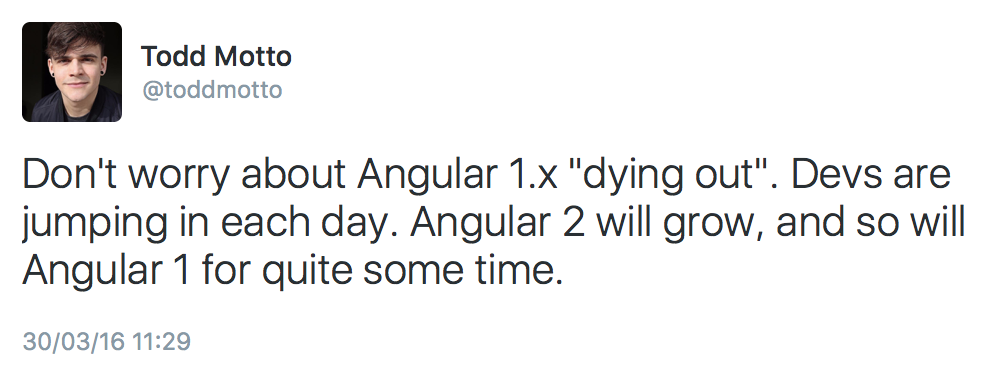 Todd Motto
@toddmotto
Don't worry about Angular 1.x "dying out". Devs are
jumping in each day. Angular 2 will grow, and so will
Angular 1 for quite some time.
30/03/16 11:29